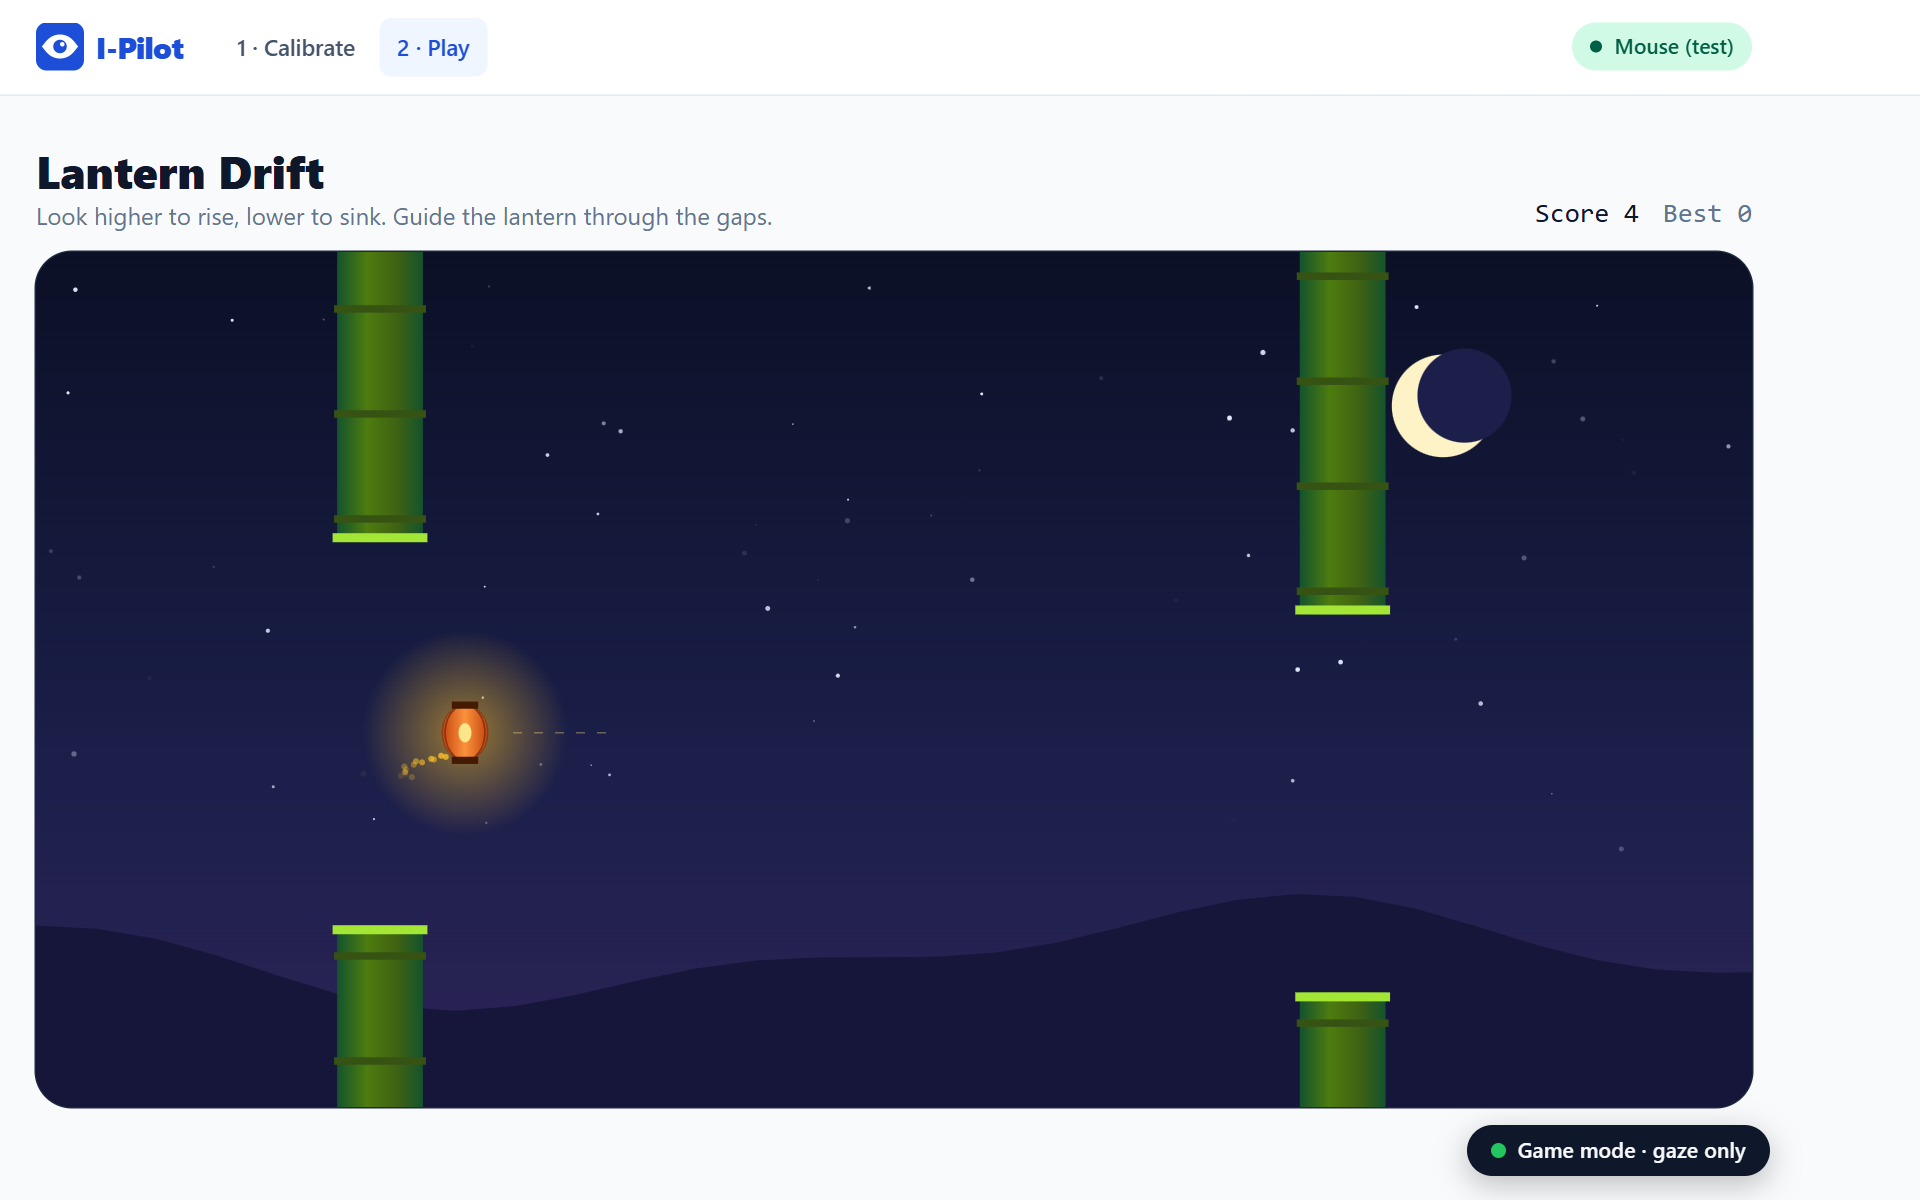 I-Pilot
1 · Calibrate
2 · Play
Mouse (test)
Lantern Drift
Look higher to rise, lower to sink. Guide the lantern through the gaps.
Score 4 Best 0
Game mode · gaze only